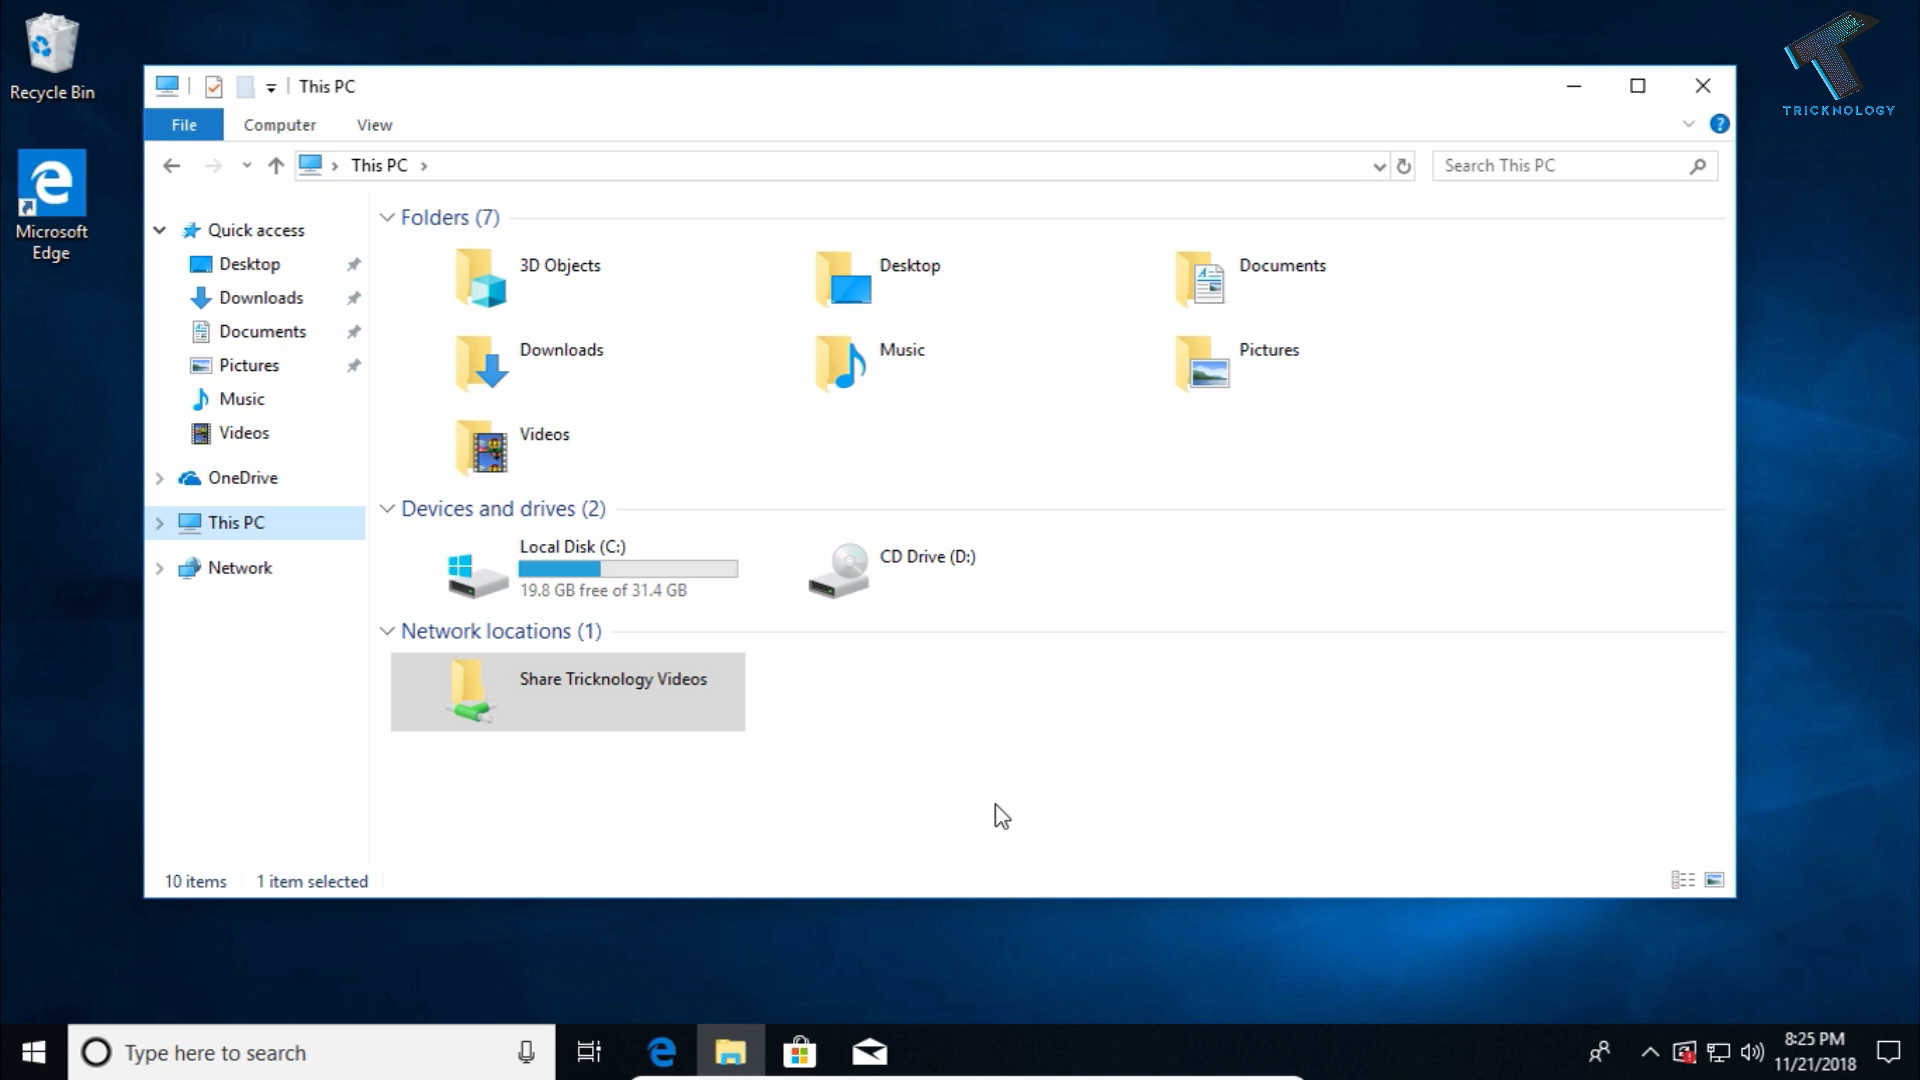 Recycle Bin
Microsoft
Edge
This PC
File
Computer
View
This PC
Search This PC
TRICKNOLOGY
Quick access
Desktop
Downloads
Documents
Pictures
Music
Videos
OneDrive
This PC
Network
Folders (7)
3D Objects
Desktop
Documents
Downloads
Music
Pictures
Videos
Devices and drives (2)
Local Disk (C:)
19.8 GB free of 31.4 GB
CD Drive (D:)
Network locations (1)
Share Tricknology Videos
10 items
1 item selected
Type here to search
8:25 PM
11/21/2018